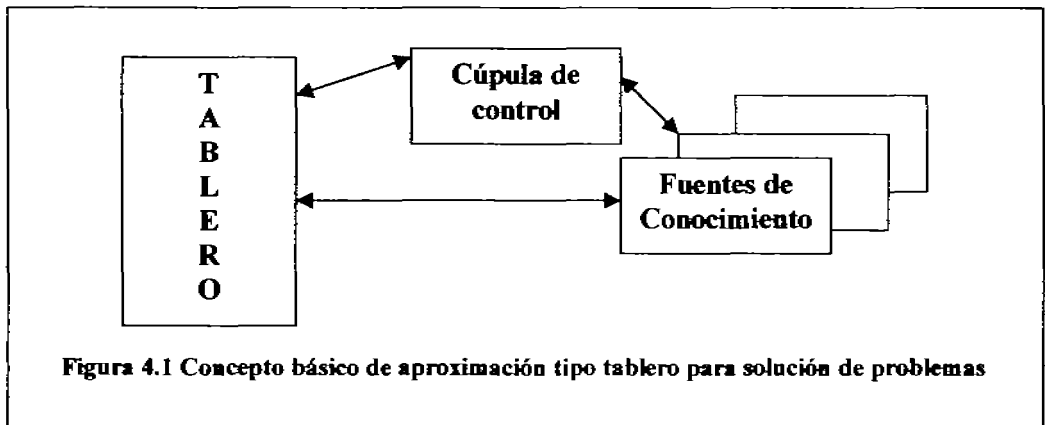 T
A
B
L
E
R
O
Cúpula de
control
Fuentes de
Conocimiento
Figura 4.1 Concepto básico de aproximación tipo tablero para solución de problemas